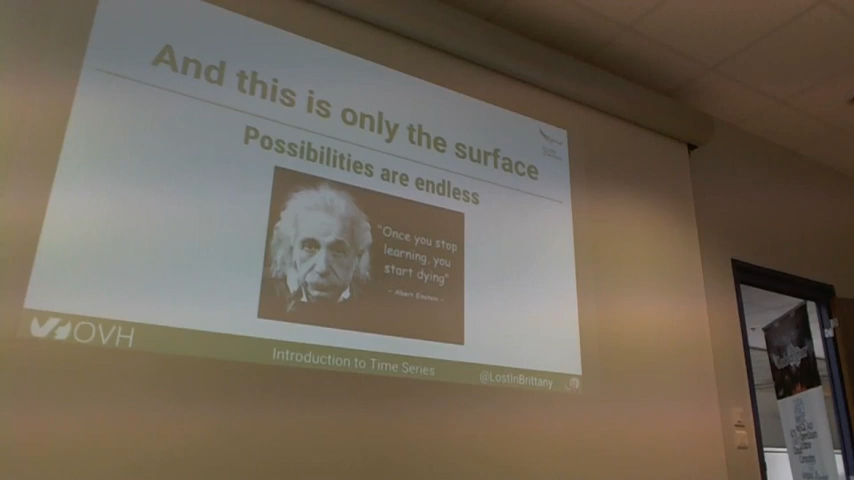 And this is only the surface
Possibilities are endless
"Once you stop
learning, you
start dying"
- Albert Einstein -
OVH
Introduction to Time Series
@LostInBrittany